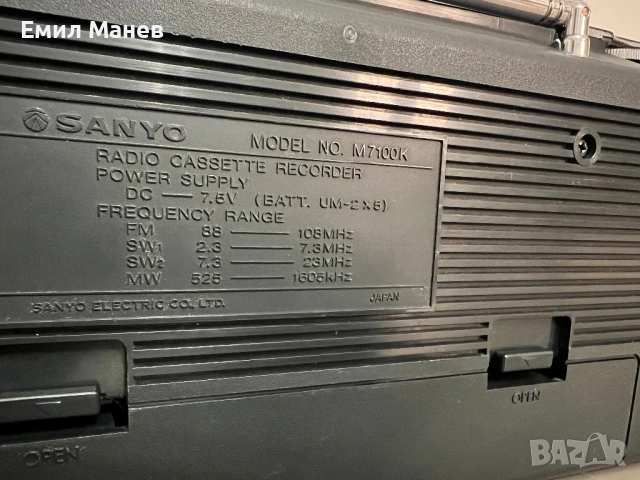 Емил Манев
SANYO
MODEL NO. M7100K
RADIO CASSETTE RECORDER
POWER SUPPLY
DC — 7.5V (BATT. UM-2×5)
FREQUENCY RANGE
FM 88 — 108MHz
SW1 2.3 — 7.3MHz
SW2 7.3 — 23MHz
MW 525 — 1605kHz
SANYO ELECTRIC CO., LTD. JAPAN
OPEN
OPEN
BAZAR